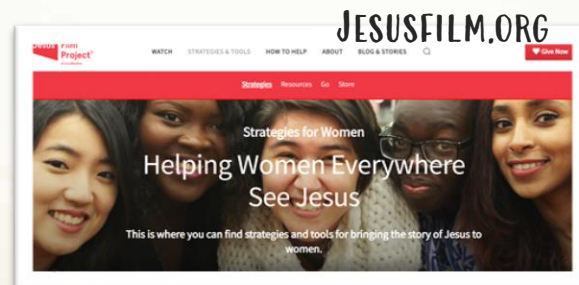 JESUSFILM.ORG
Jesus Film
Project®
WATCH STRATEGIES & TOOLS HOW TO HELP ABOUT BLOG & STORIES
Give Now
Strategies Resources Go Store
Strategies for Women
Helping Women Everywhere
See Jesus
This is where you can find strategies and tools for bringing the story of Jesus to
women.